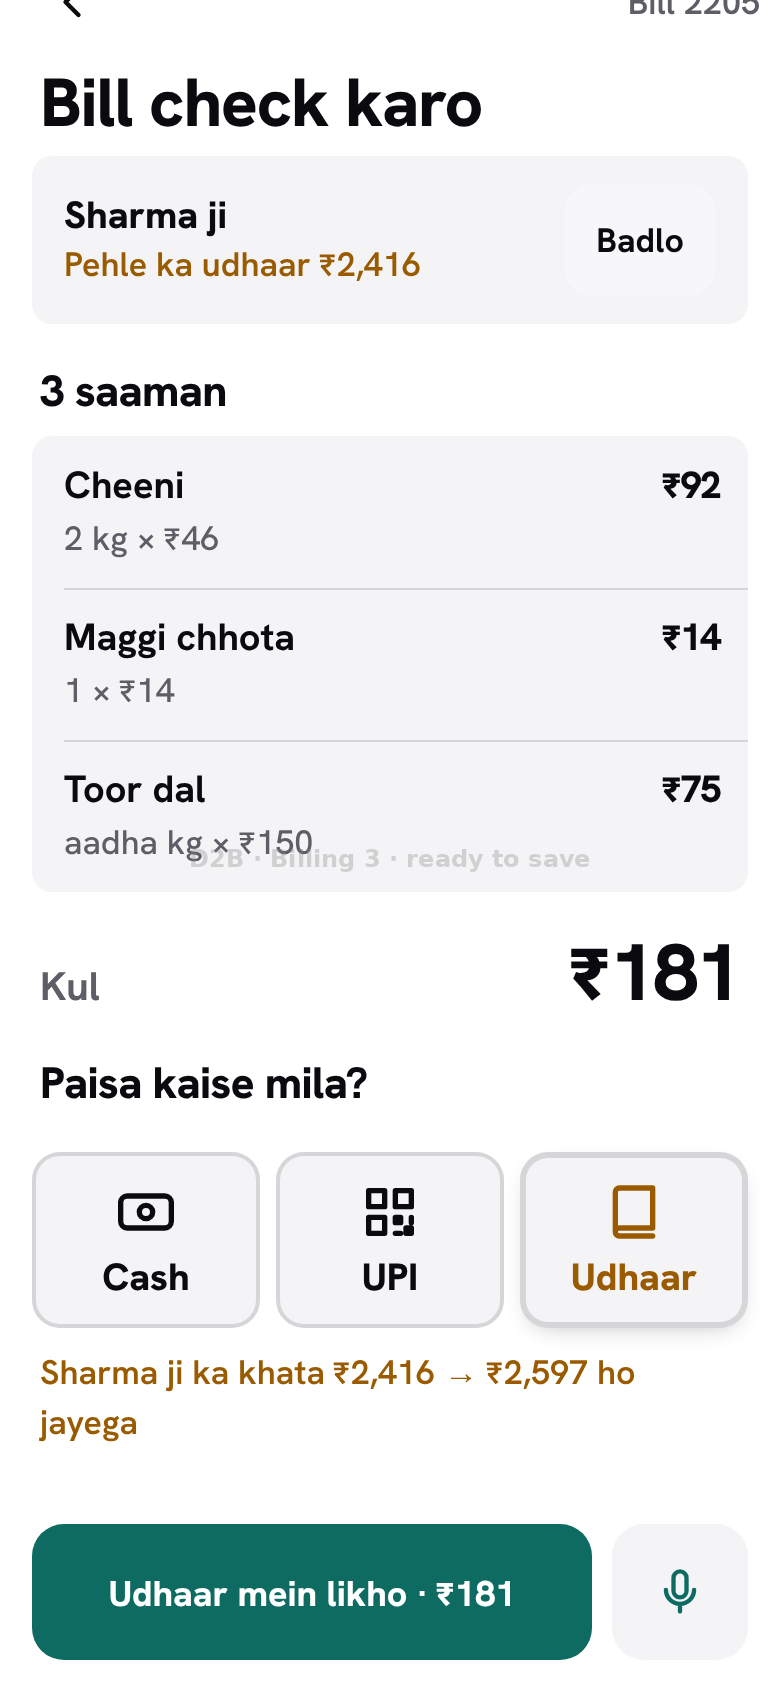 Bill 2205
Bill check karo
Sharma ji
Pehle ka udhaar ₹2,416
Badlo
3 saaman
Cheeni
₹92
2 kg × ₹46
Maggi chhota
₹14
1 × ₹14
Toor dal
₹75
aadha kg × ₹150
D2B · Billing 3 · ready to save
Kul
₹181
Paisa kaise mila?
Cash
UPI
Udhaar
Sharma ji ka khata ₹2,416 → ₹2,597 ho
jayega
Udhaar mein likho · ₹181